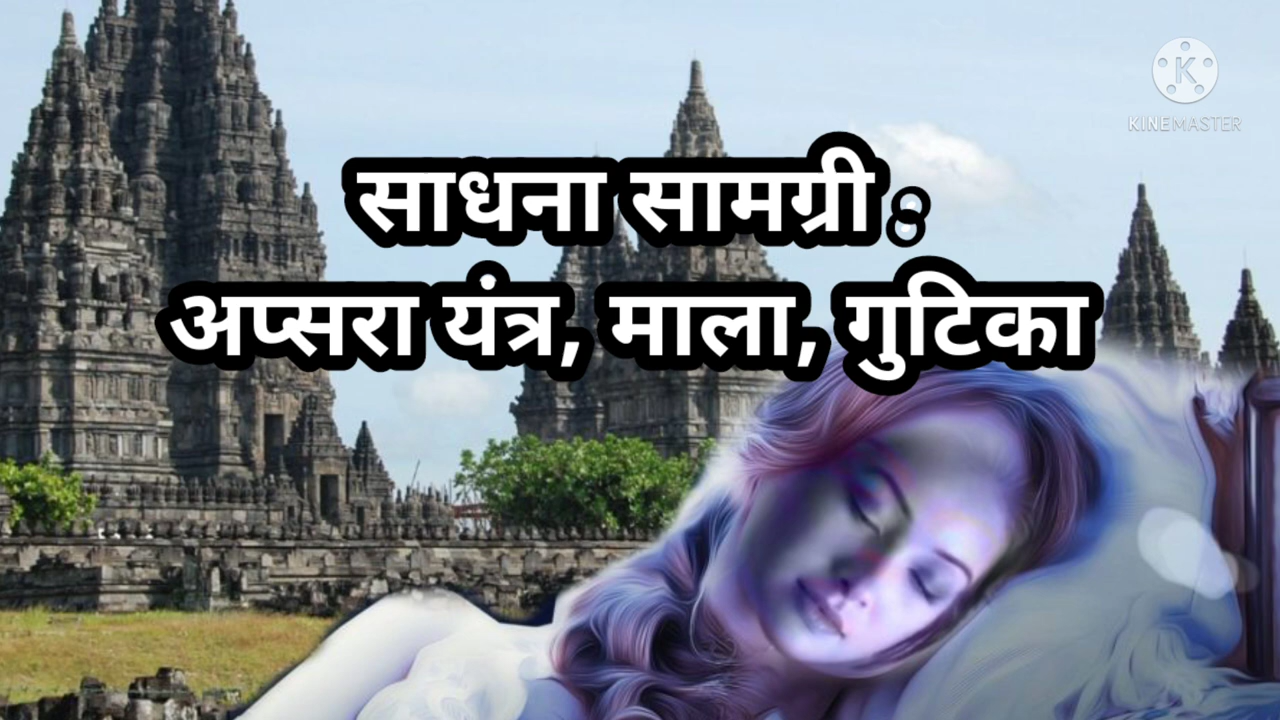 साधना सामग्री :
अप्सरा यंत्र, माला, गुटिका
K
KINEMASTER